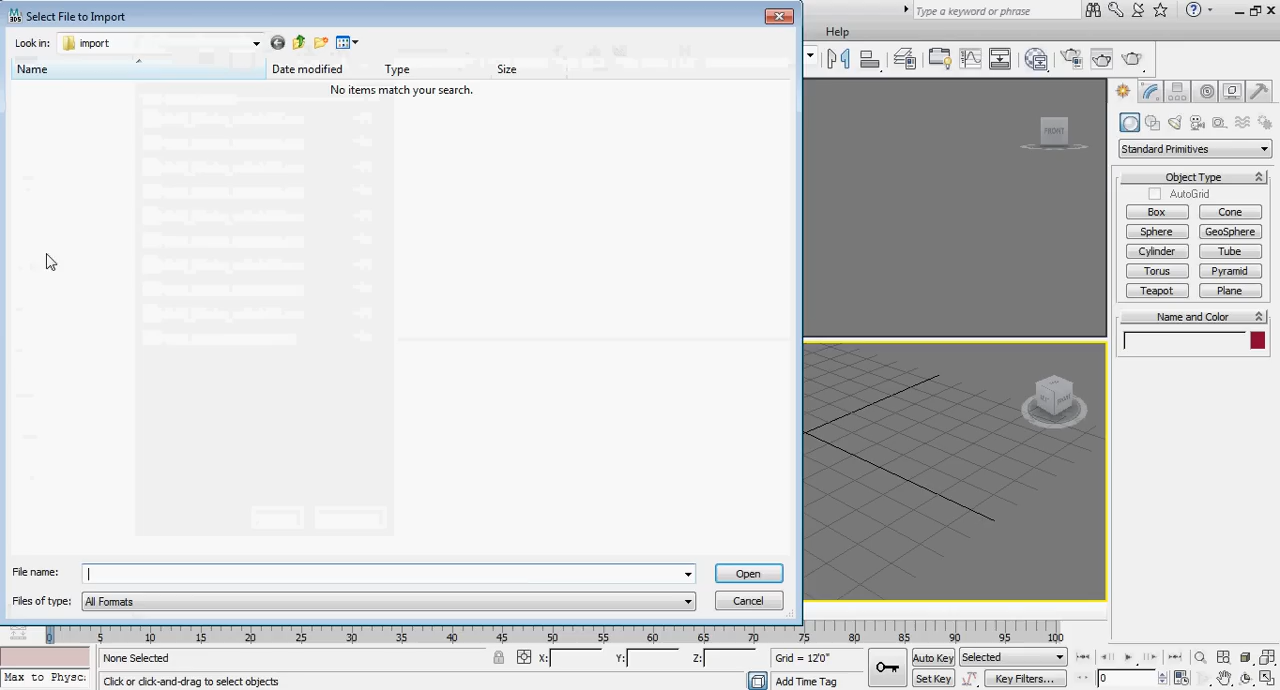 Select File to Import
Type a keyword or phrase
Look in: import
Help
Name Date modified Type Size
No items match your search.
FRONT
Standard Primitives
Object Type
AutoGrid
Box Cone
Sphere GeoSphere
Cylinder Tube
Torus Pyramid
Teapot Plane
Name and Color
File name:
Open
Files of type: All Formats
Cancel
0 5 10 15 20 25 30 35 40 45 50 55 60 65 70 75 80 85 90 95 100
None Selected X: Y: Z: Grid = 12'0" Auto Key Selected
Max to Physc Click or click-and-drag to select objects Add Time Tag Set Key Key Filters... 0